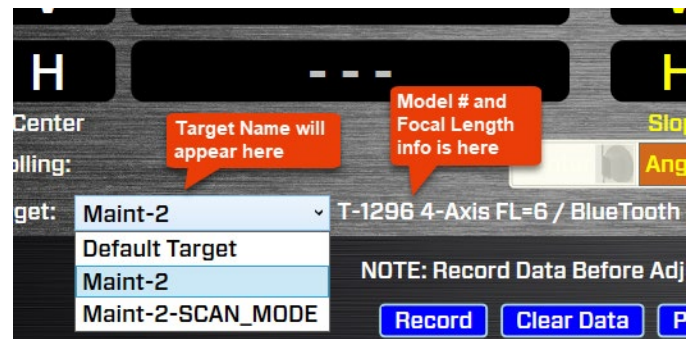 H
---
H
Center
Target Name will
appear here
Model # and
Focal Length
info is here
Slop
olling:
Ang
get:
Maint-2
T-1296 4-Axis FL=6 / BlueTooth
Default Target
Maint-2
Maint-2-SCAN_MODE
NOTE: Record Data Before Adj
Record
Clear Data
P